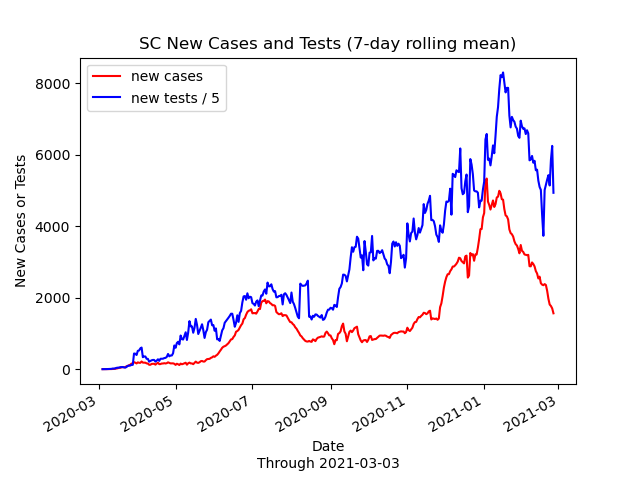 SC New Cases and Tests (7-day rolling mean)
new cases
new tests / 5
8000
6000
4000
2000
0
New Cases or Tests
2020-03
2020-05
2020-07
2020-09
2020-11
2021-01
2021-03
Date
Through 2021-03-03